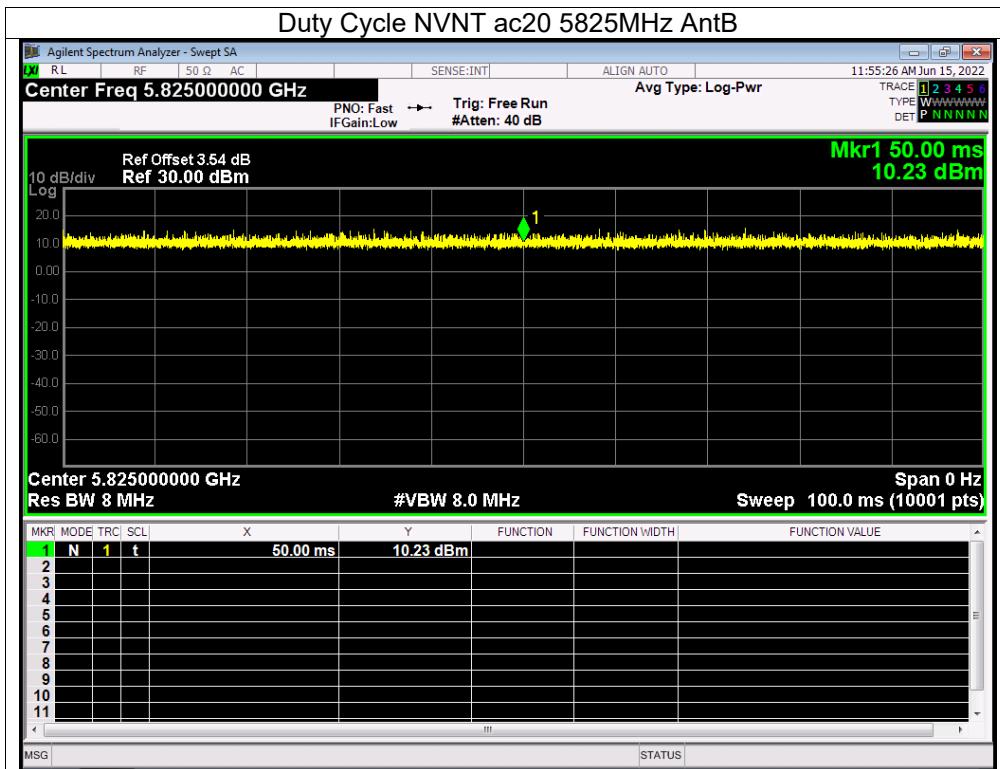 Duty Cycle NVNT ac20 5825MHz AntB
Agilent Spectrum Analyzer - Swept SA
LXI RL RF 50 Ω AC SENSE:INT ALIGN AUTO 11:55:26 AM Jun 15, 2022
Center Freq 5.825000000 GHz Avg Type: Log-Pwr TRACE 1 2 3 4 5 6
PNO: Fast Trig: Free Run TYPE WWWWWW
IFGain:Low #Atten: 40 dB DET P N N N N N
Mkr1 50.00 ms
Ref Offset 3.54 dB
10 dB/div Ref 30.00 dBm 10.23 dBm
Log
20.0
1
10.0
0.00
-10.0
-20.0
-30.0
-40.0
-50.0
-60.0
Center 5.825000000 GHz Span 0 Hz
Res BW 8 MHz #VBW 8.0 MHz Sweep 100.0 ms (10001 pts)
MKR MODE TRC SCL X Y FUNCTION FUNCTION WIDTH FUNCTION VALUE
1 N 1 t 50.00 ms 10.23 dBm
2
3
4
5
6
7
8
9
10
11
MSG STATUS